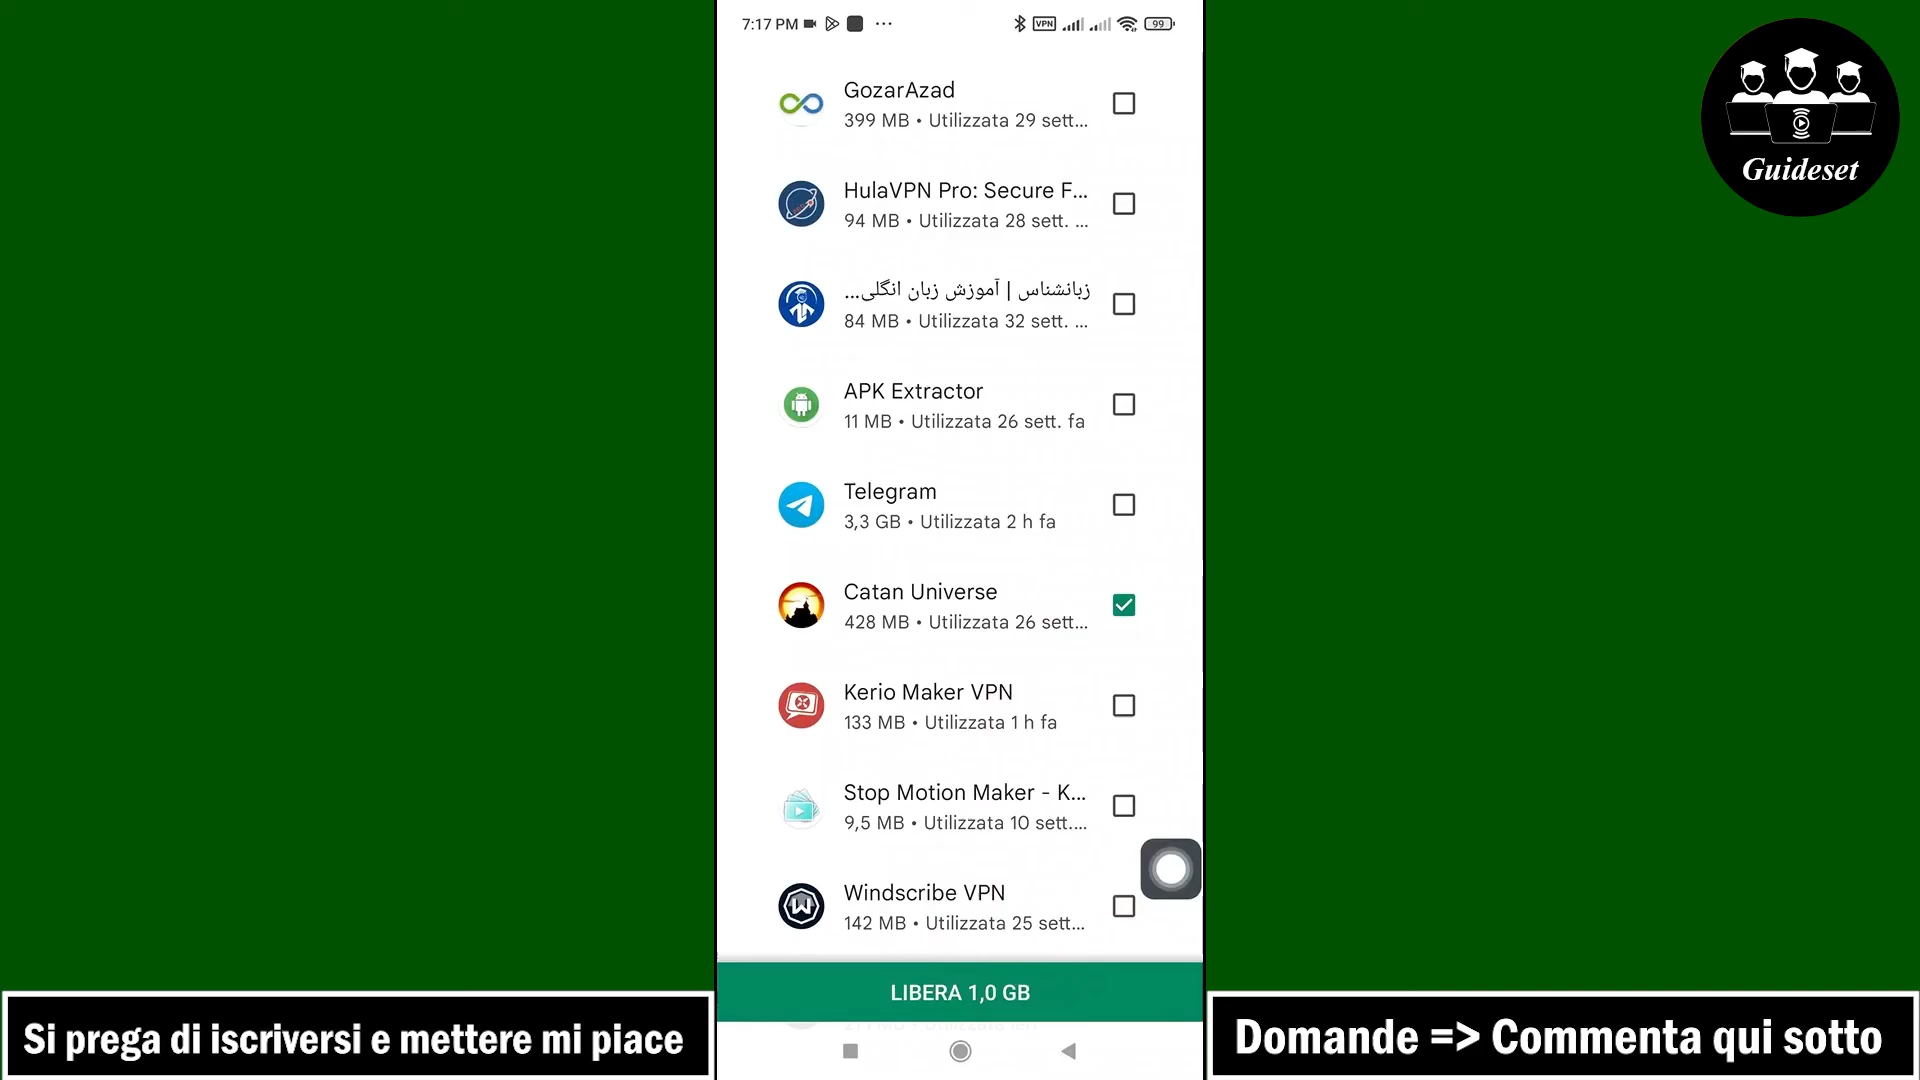 7:17 PM
VPN
99
GozarAzad
399 MB • Utilizzata 29 sett...
HulaVPN Pro: Secure F...
94 MB • Utilizzata 28 sett. ...
زبانشناس | آموزش زبان انگلی...
84 MB • Utilizzata 32 sett. ...
APK Extractor
11 MB • Utilizzata 26 sett. fa
Telegram
3,3 GB • Utilizzata 2 h fa
Catan Universe
428 MB • Utilizzata 26 sett...
Kerio Maker VPN
133 MB • Utilizzata 1 h fa
Stop Motion Maker - K...
9,5 MB • Utilizzata 10 sett....
Windscribe VPN
142 MB • Utilizzata 25 sett...
LIBERA 1,0 GB
Guideset
Si prega di iscriversi e mettere mi piace
Domande => Commenta qui sotto